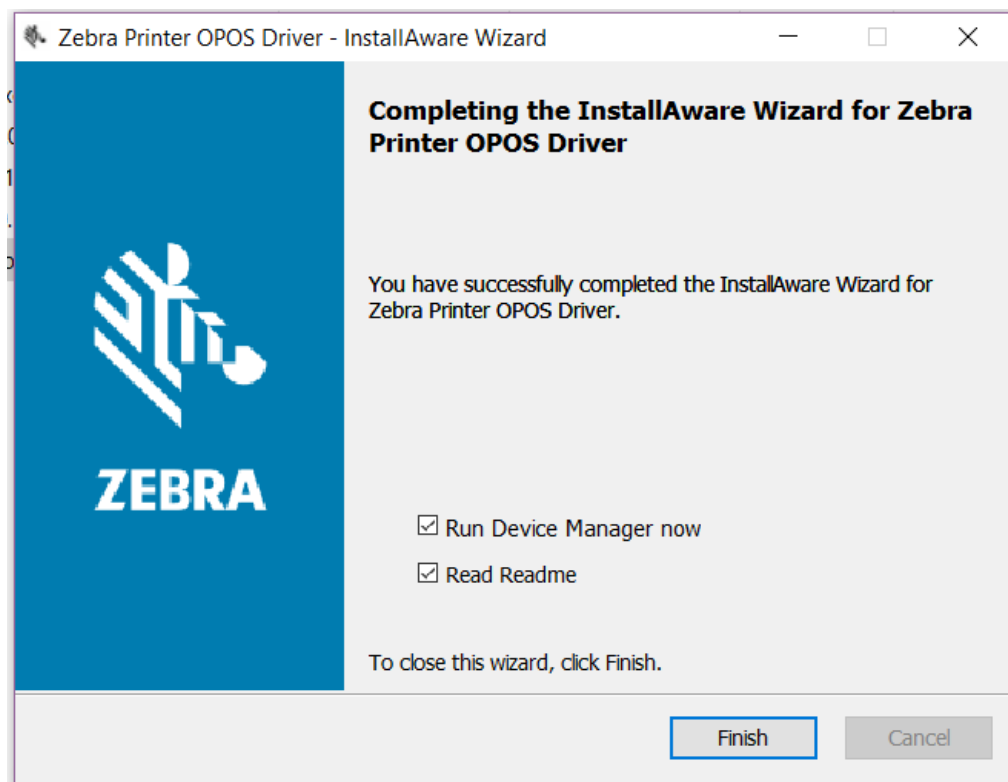 Zebra Printer OPOS Driver - InstallAware Wizard
Completing the InstallAware Wizard for Zebra
Printer OPOS Driver
You have successfully completed the InstallAware Wizard for
Zebra Printer OPOS Driver.
ZEBRA
Run Device Manager now
Read Readme
To close this wizard, click Finish.
Finish
Cancel